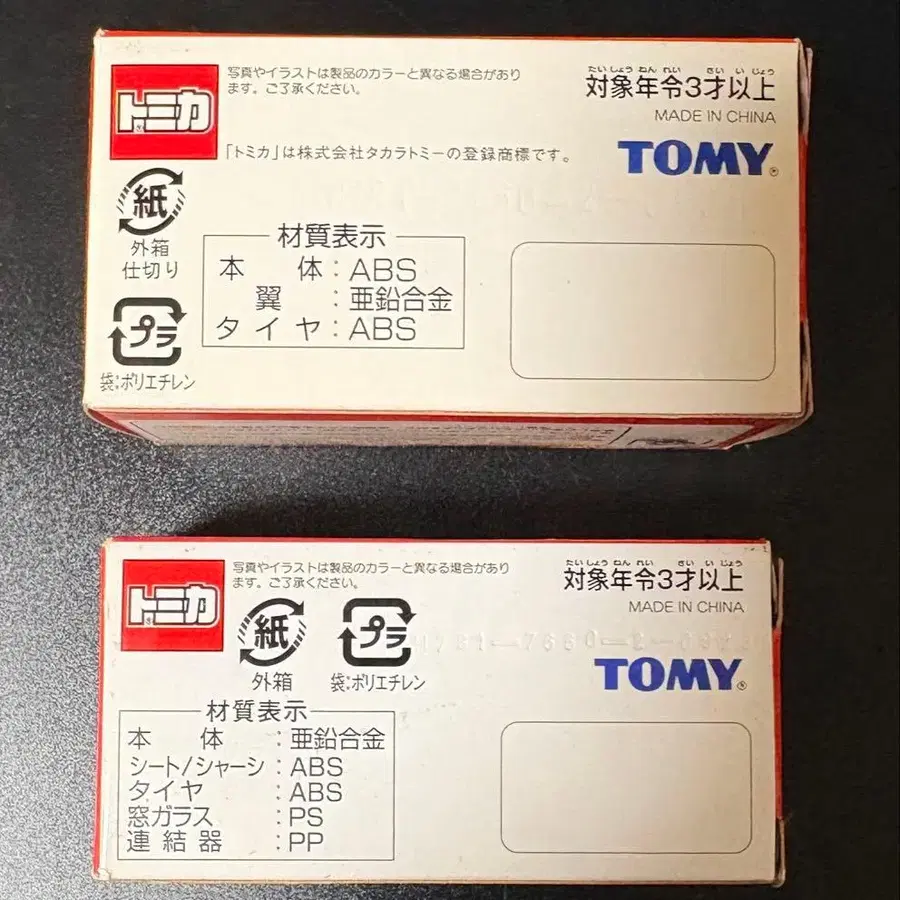 トミカ®
写真やイラストは製品のカラーと異なる場合があり
ます。ご了承ください。
たいしょうねんれい さいいじょう
対象年令3才以上
MADE IN CHINA
「トミカ」は株式会社タカラトミーの登録商標です。
TOMY®
紙
外箱
仕切り
プラ
袋:ポリエチレン
材質表示
本 体:ABS
翼 :亜鉛合金
タイヤ:ABS
トミカ®
写真やイラストは製品のカラーと異なる場合があり
ます。ご了承ください。
たいしょうねんれい さいいじょう
対象年令3才以上
MADE IN CHINA
紙
外箱
プラ
袋:ポリエチレン
TOMY®
材質表示
本 体:亜鉛合金
シート/シャーシ:ABS
タイヤ:ABS
窓ガラス:PS
連結器:PP